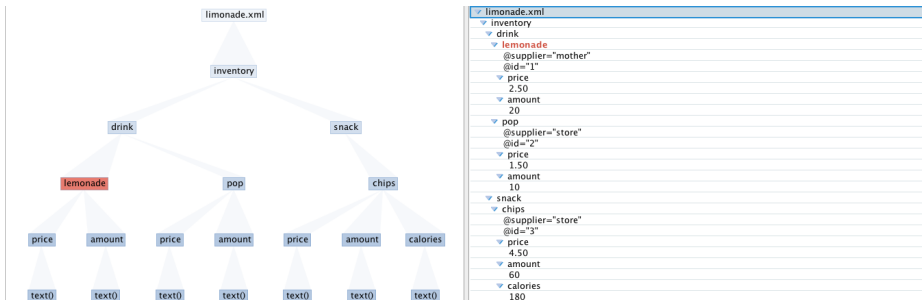 limonade.xml
inventory
drink snack
lemonade pop chips
price amount price amount price amount calories
text() text() text() text() text() text() text()
limonade.xml
inventory
drink
lemonade
@supplier="mother"
@id="1"
price
2.50
amount
20
pop
@supplier="store"
@id="2"
price
1.50
amount
10
snack
chips
@supplier="store"
@id="3"
price
4.50
amount
60
calories
180